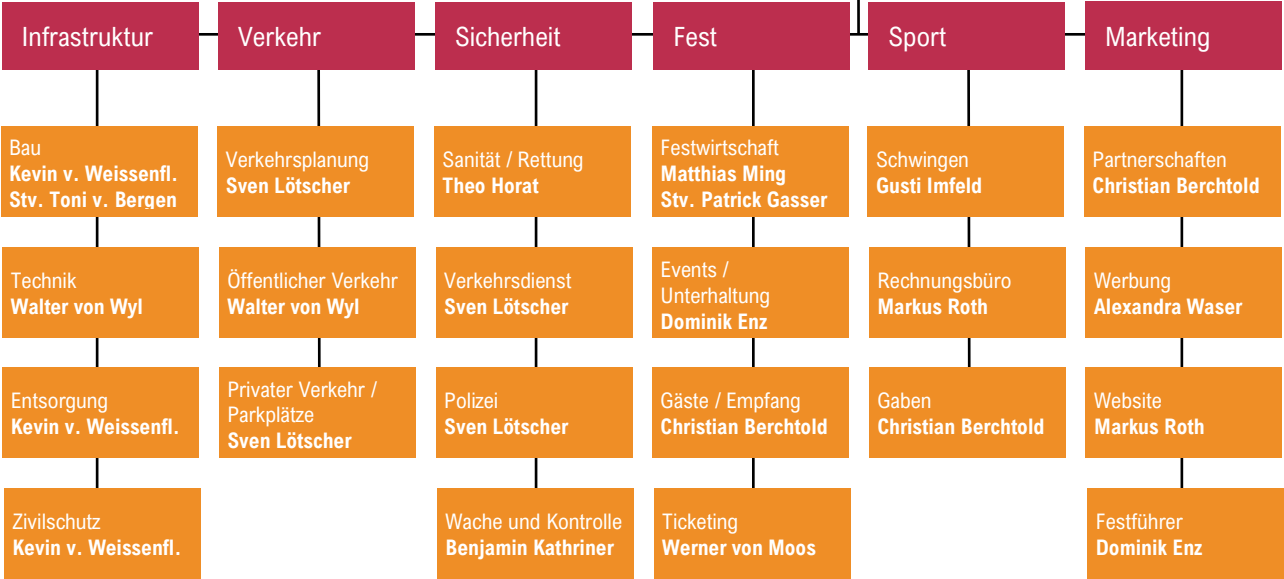 Infrastruktur
Verkehr
Sicherheit
Fest
Sport
Marketing
Bau
Kevin v. Weissenfl.
Stv. Toni v. Bergen
Verkehrsplanung
Sven Lötscher
Sanität / Rettung
Theo Horat
Festwirtschaft
Matthias Ming
Stv. Patrick Gasser
Schwingen
Gusti Imfeld
Partnerschaften
Christian Berchtold
Technik
Walter von Wyl
Öffentlicher Verkehr
Walter von Wyl
Verkehrsdienst
Sven Lötscher
Events /
Unterhaltung
Dominik Enz
Rechnungsbüro
Markus Roth
Werbung
Alexandra Waser
Entsorgung
Kevin v. Weissenfl.
Privater Verkehr /
Parkplätze
Sven Lötscher
Polizei
Sven Lötscher
Gäste / Empfang
Christian Berchtold
Gaben
Christian Berchtold
Website
Markus Roth
Zivilschutz
Kevin v. Weissenfl.
Wache und Kontrolle
Benjamin Kathriner
Ticketing
Werner von Moos
Festführer
Dominik Enz